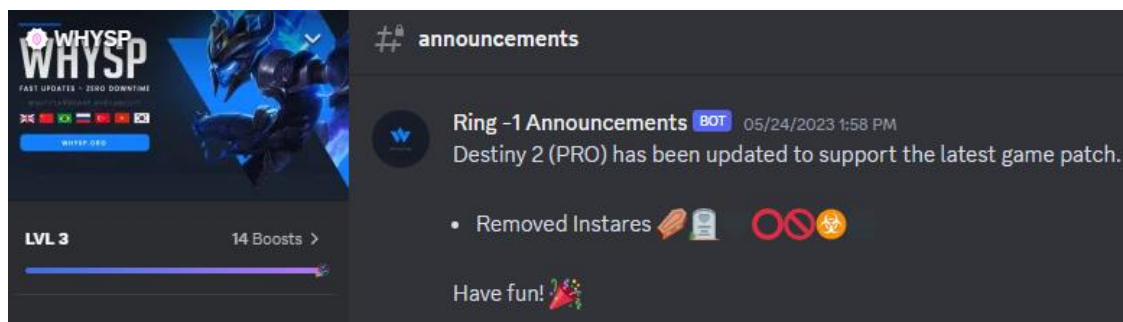 WHYSP
WHYSP
FAST UPDATES - ZERO DOWNTIME
WHYSP.ORG
LVL 3
14 Boosts >
announcements
Ring -1 Announcements BOT 05/24/2023 1:58 PM
Destiny 2 (PRO) has been updated to support the latest game patch.
• Removed Instares
Have fun!